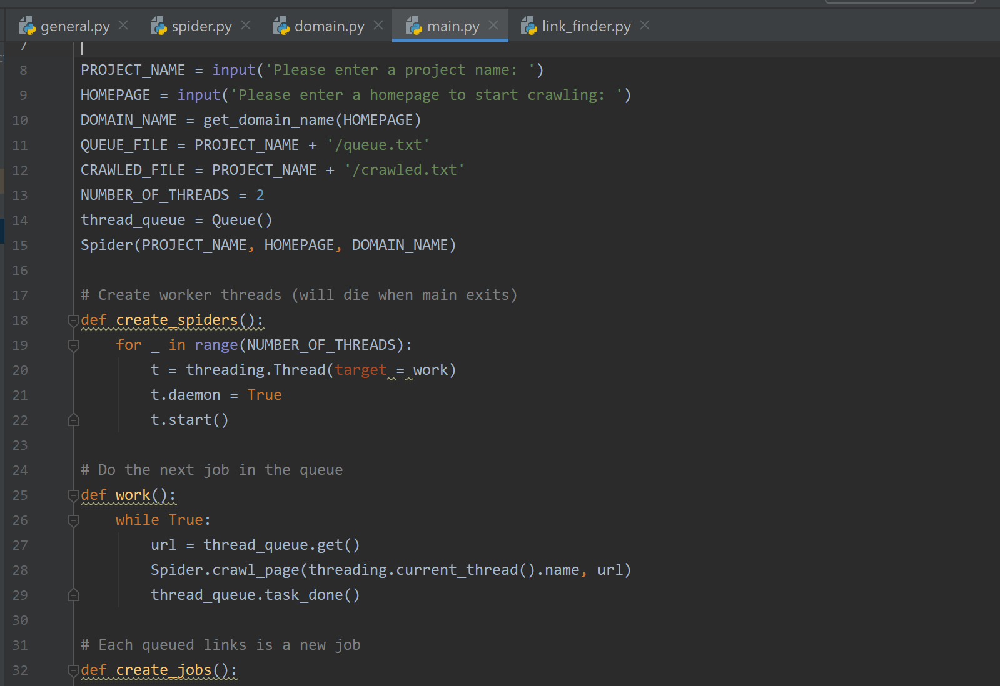 general.py spider.py domain.py main.py link_finder.py
7
8 PROJECT_NAME = input('Please enter a project name: ')
9 HOMEPAGE = input('Please enter a homepage to start crawling: ')
10 DOMAIN_NAME = get_domain_name(HOMEPAGE)
11 QUEUE_FILE = PROJECT_NAME + '/queue.txt'
12 CRAWLED_FILE = PROJECT_NAME + '/crawled.txt'
13 NUMBER_OF_THREADS = 2
14 thread_queue = Queue()
15 Spider(PROJECT_NAME, HOMEPAGE, DOMAIN_NAME)
16
17 # Create worker threads (will die when main exits)
18 def create_spiders():
19     for _ in range(NUMBER_OF_THREADS):
20         t = threading.Thread(target = work)
21         t.daemon = True
22         t.start()
23
24 # Do the next job in the queue
25 def work():
26     while True:
27         url = thread_queue.get()
28         Spider.crawl_page(threading.current_thread().name, url)
29         thread_queue.task_done()
30
31 # Each queued links is a new job
32 def create_jobs():